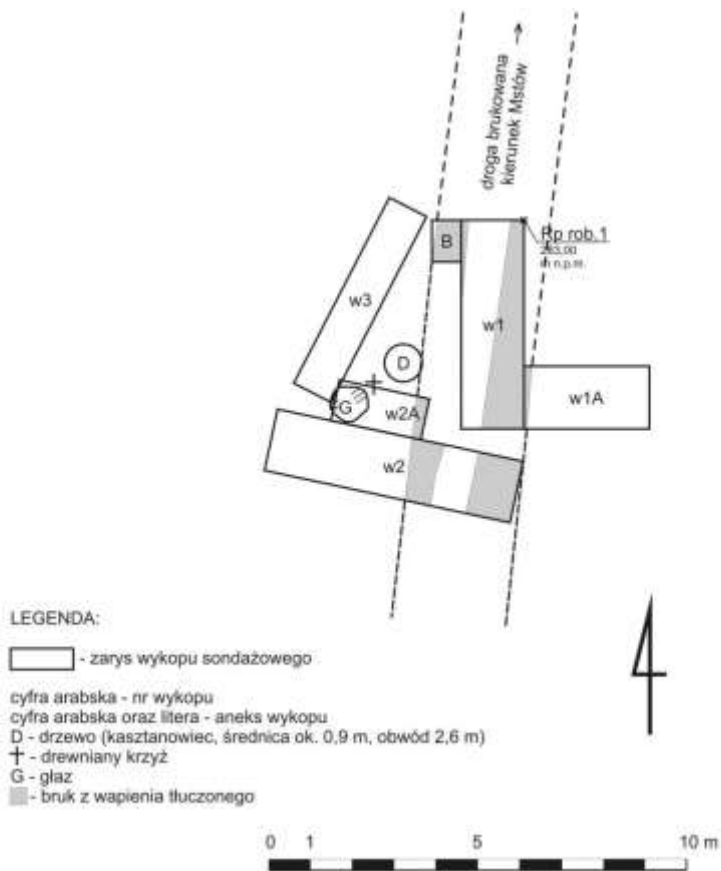 droga brukowana
kierunek Mstów
B
Rp rob.1
m n.p.m.
w3
w1
D
w1A
G
w2A
w2
LEGENDA:
- zarys wykopu sondażowego
cyfra arabska - nr wykopu
cyfra arabska oraz litera - aneks wykopu
D - drzewo (kasztanowiec, średnica ok. 0,9 m, obwód 2,6 m)
- drewniany krzyż
G - głaz
- bruk z wapienia tłuczonego
0 1 5 10 m